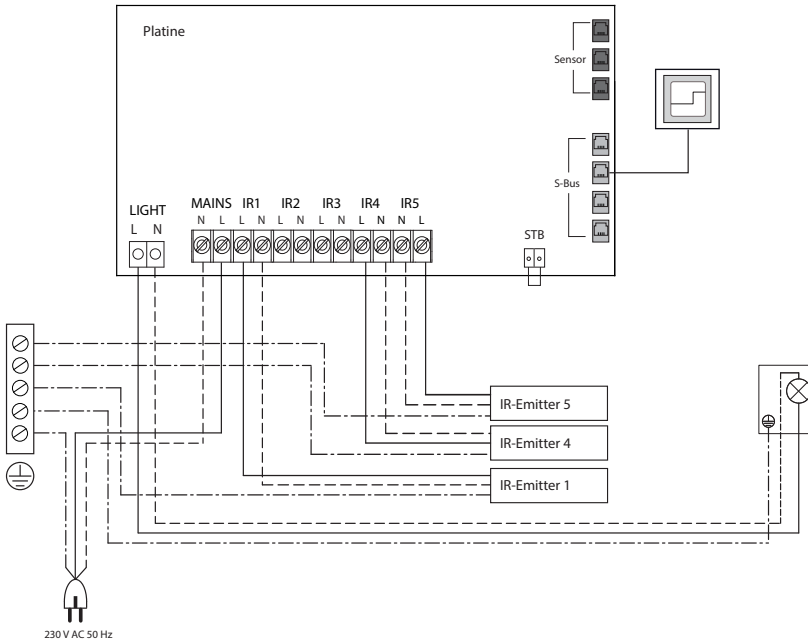 Platine
Sensor
S-Bus
MAINS IR1 IR2 IR3 IR4 IR5
N L L N L N L N L N N L
LIGHT
L N
STB
IR-Emitter 5
IR-Emitter 4
IR-Emitter 1
230 V AC 50 Hz